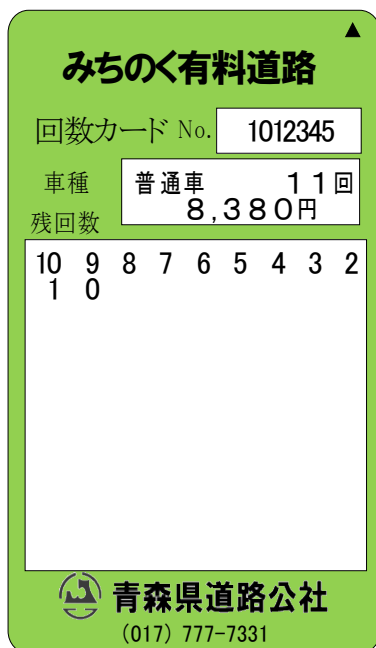 ▲
みちのく有料道路
回数カード No. 1012345
車種 普通車 11回
8,380円
残回数
10 9 8 7 6 5 4 3 2
1 0
青森県道路公社
(017) 777-7331